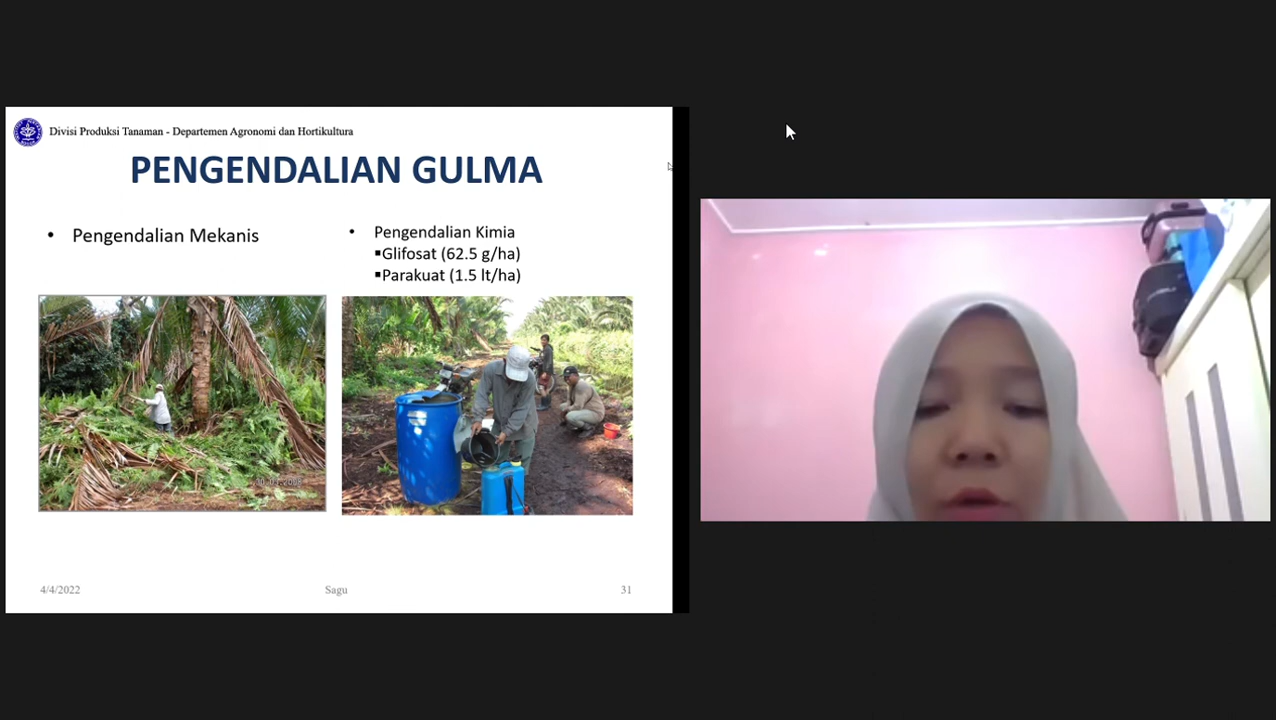 Divisi Produksi Tanaman - Departemen Agronomi dan Hortikultura
PENGENDALIAN GULMA
• Pengendalian Mekanis
• Pengendalian Kimia
▪Glifosat (62.5 g/ha)
▪Parakuat (1.5 lt/ha)
4/4/2022
Sagu
31